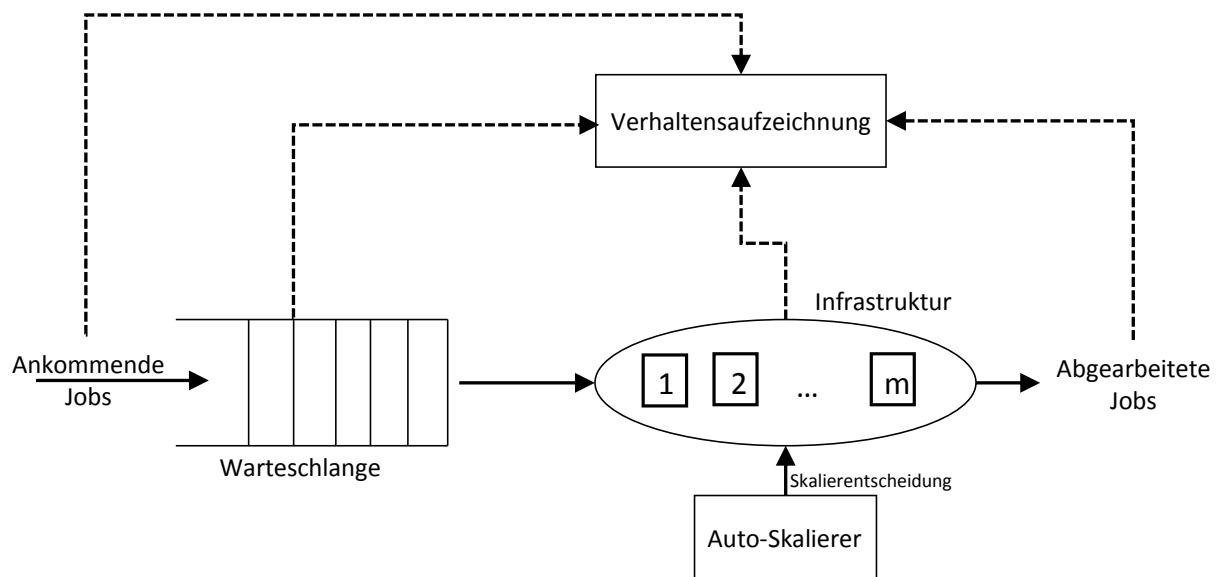 Verhaltensaufzeichnung
Infrastruktur
Ankommende
Jobs
1
2
...
m
Abgearbeitete
Jobs
Warteschlange
Skalierentscheidung
Auto-Skalierer